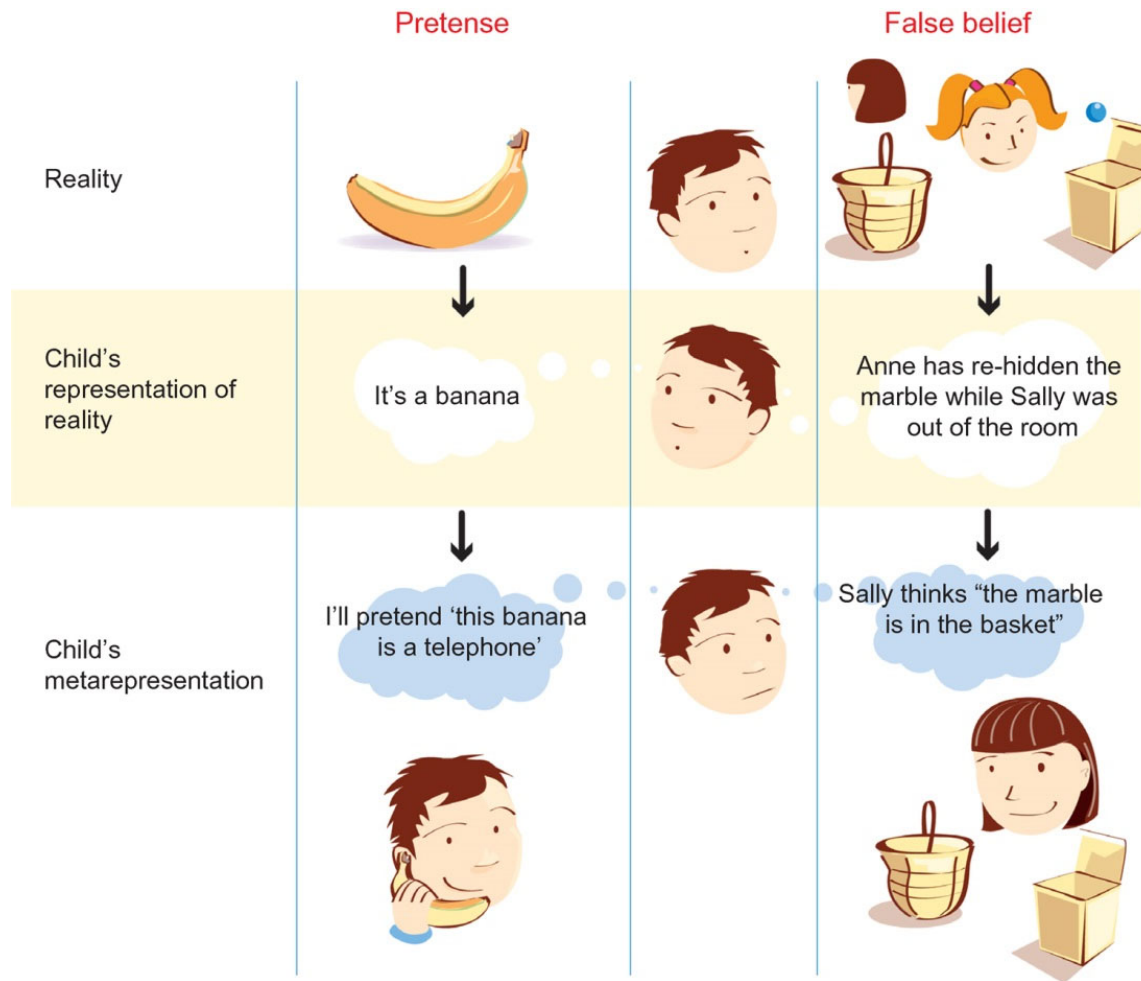 Pretense
False belief
Reality
Child’s
representation of
reality
It’s a banana
Anne has re-hidden the
marble while Sally was
out of the room
Child’s
metarepresentation
I’ll pretend ‘this banana
is a telephone’
Sally thinks “the marble
is in the basket”